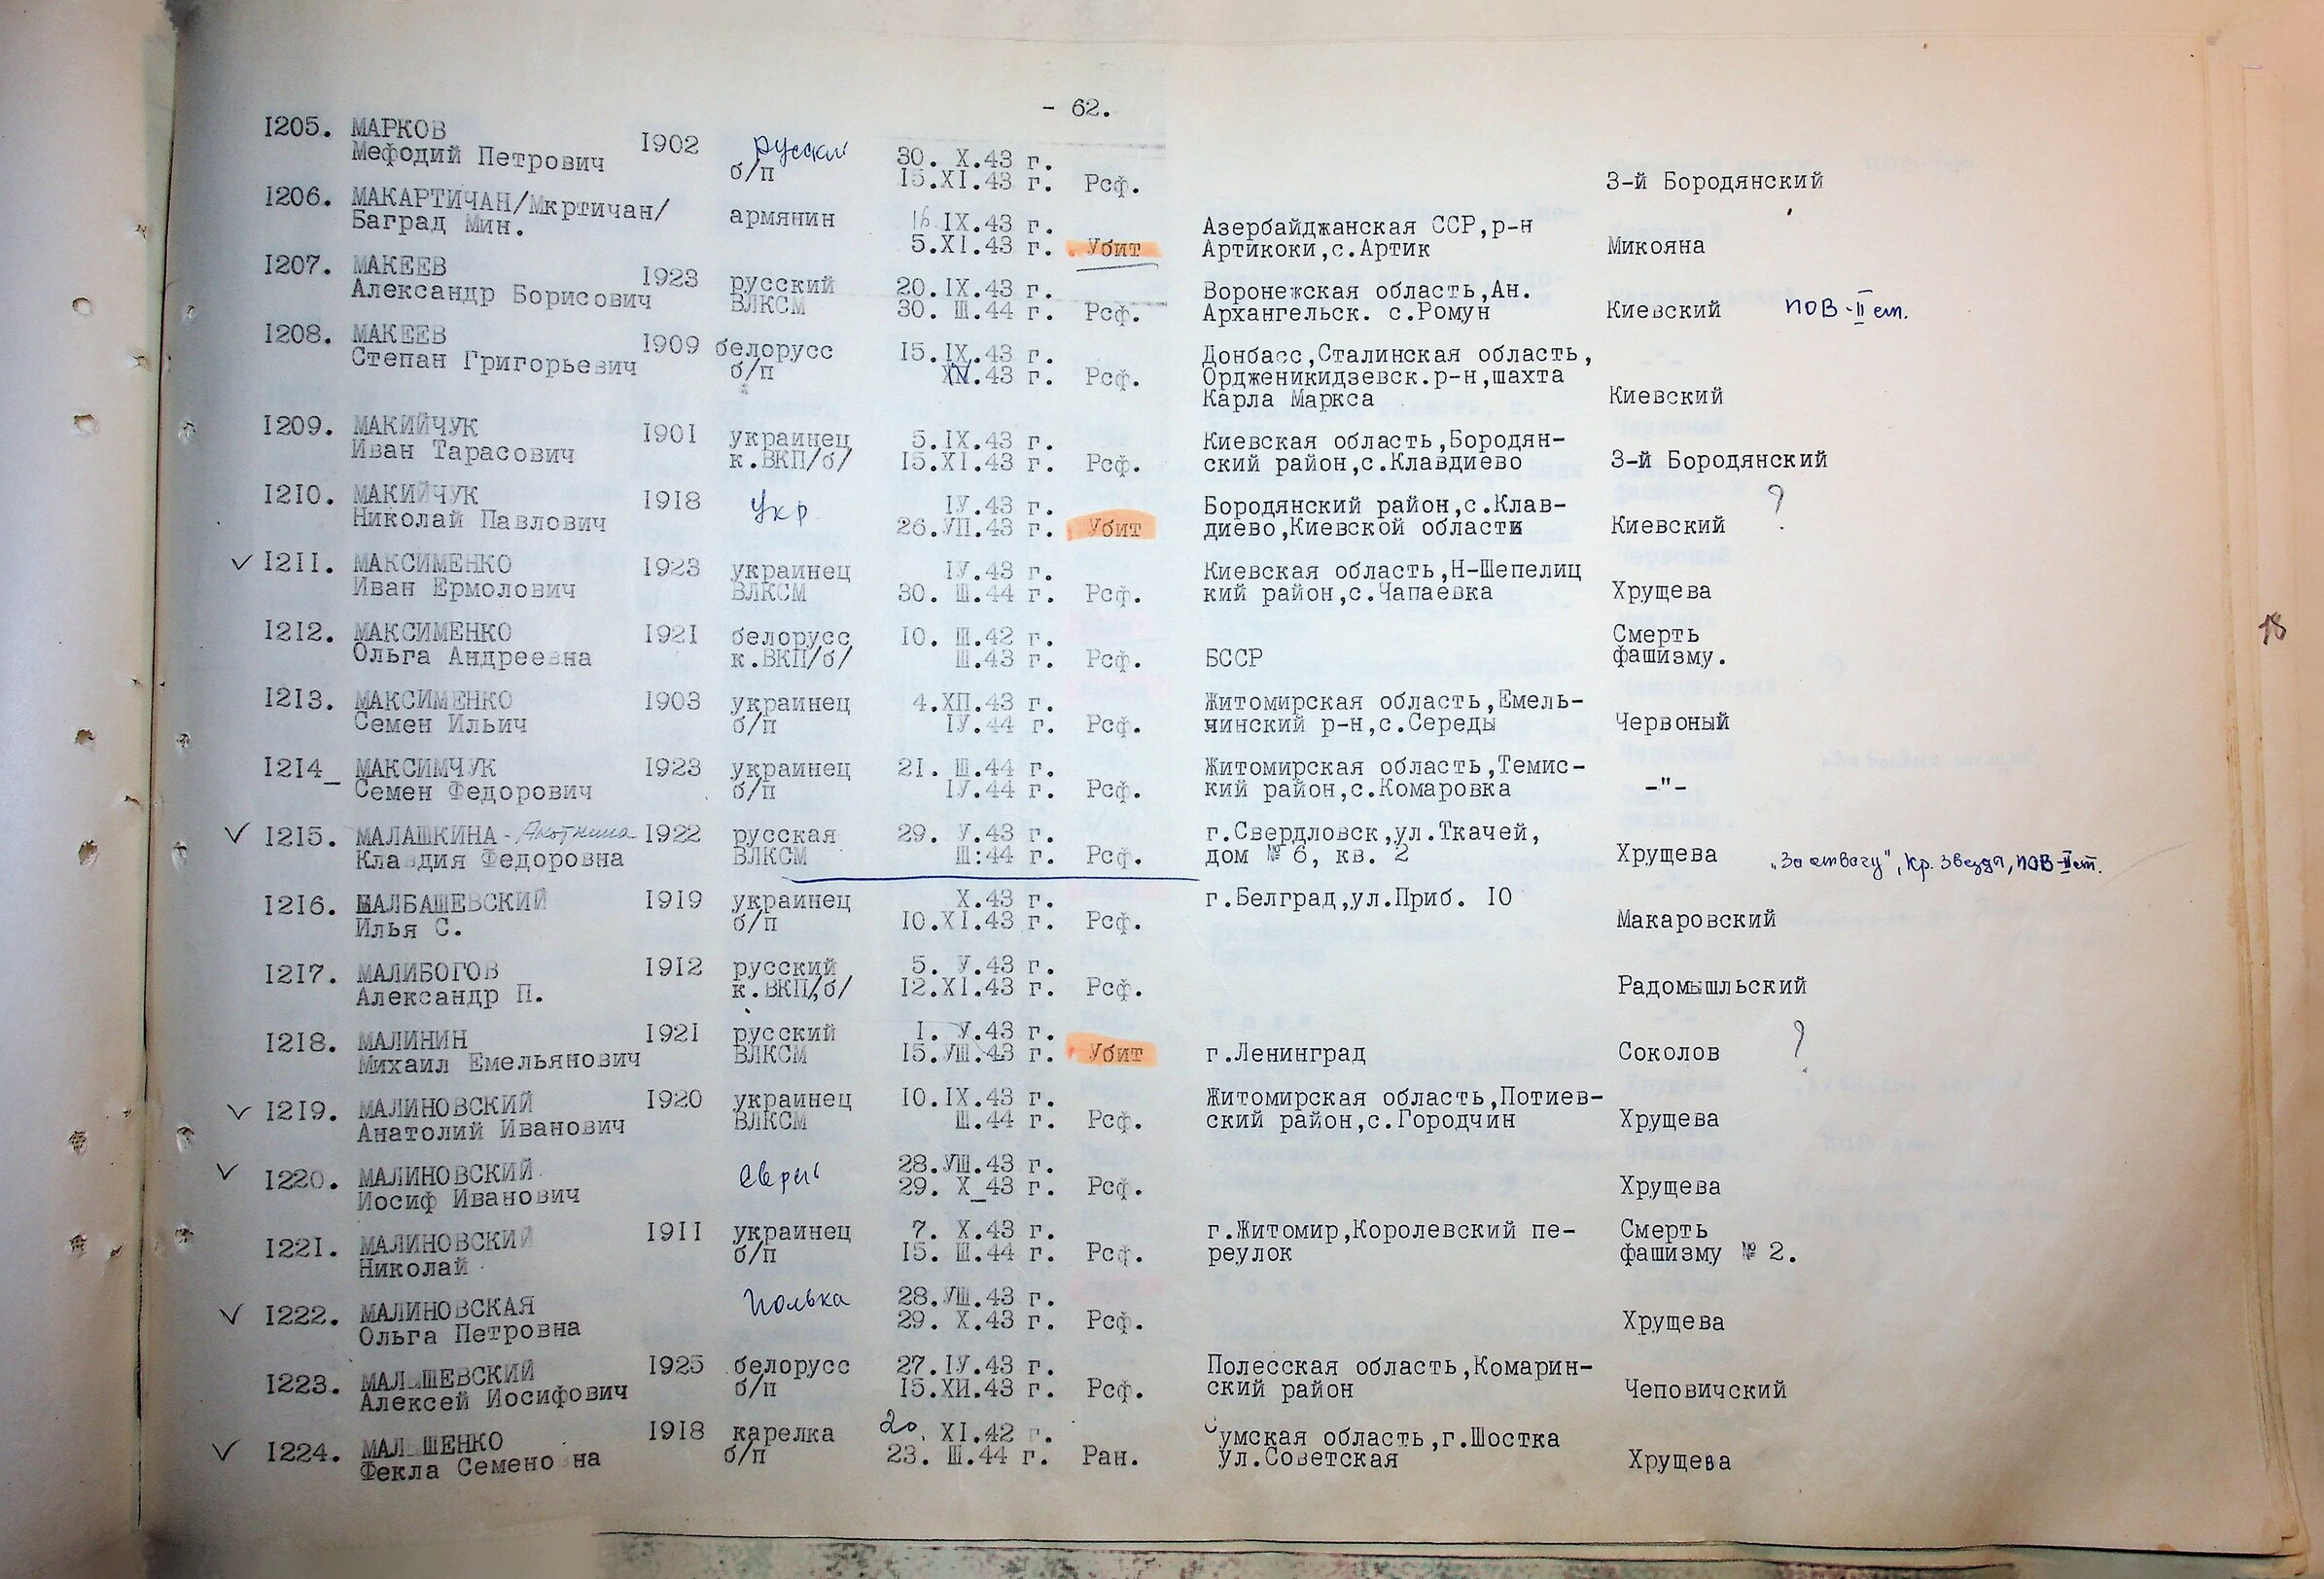 - 62.
1205. МАРКОВ
Мефодий Петрович 1902 русский б/п 30. X.43 г. 15.XI.43 г. Рсф. 3-й Бородянский
1206. МАКАРТИЧАН/Мкртичан/
Баград Мин. армянин 16 IX.43 г. 5.XI.43 г. Убит Азербайджанская ССР,р-н
Артикоки,с.Артик Микояна
1207. МАКЕЕВ 1923 русский 20.IX.43 г. Воронежская область,Ан.
Александр Борисович ВЛКСМ 30. Ш.44 г. Рсф. Архангельск. с.Ромун Киевский ПОВ-II ст.
1208. МАКЕЕВ 1909 белорусс 15.IX.43 г. Донбасс,Сталинская область,
Степан Григорьевич б/п .43 г. Рсф. Ордженикидзевск.р-н,шахта
Карла Маркса Киевский
1209. МАКИЙЧУК 1901 украинец 5.IX.43 г. Киевская область,Бородян-
Иван Тарасович к.ВКП/б/ 15.XI.43 г. Рсф. ский район,с.Клавдиево 3-й Бородянский
1210. МАКИЙЧУК 1918 Укр IУ.43 г. Бородянский район,с.Клав- ?
Николай Павлович 26.УП.43 г. Убит диево,Киевской области Киевский
✓ 1211. МАКСИМЕНКО 1923 украинец IУ.43 г. Киевская область,Н-Шепелиц
Иван Ермолович ВЛКСМ 30. Ш.44 г. Рсф. кий район,с.Чапаевка Хрущева
1212. МАКСИМЕНКО 1921 белорусс 10. Ш.42 г. Смерть
Ольга Андреевна к.ВКП/б/ Ш.43 г. Рсф. БССР фашизму.
18
1213. МАКСИМЕНКО 1903 украинец 4.ХП.43 г. Житомирская область,Емель-
Семен Ильич б/п IУ.44 г. Рсф. чинский р-н,с.Середы Червоный
1214_ МАКСИМЧУК 1923 украинец 21. Ш.44 г. Житомирская область,Темис-
Семен Федорович б/п IУ.44 г. Рсф. кий район,с.Комаровка -"-
✓ 1215. МАЛАШКИНА - 1922 русская 29. У.43 г. г.Свердловск,ул.Ткачей,
Клавдия Федоровна ВЛКСМ Ш:44 г. Рсф. дом № 6, кв. 2 Хрущева „За отвагу", Кр. Звезда, ПОВ-II ст.
1216. МАЛБАШЕВСКИЙ 1919 украинец X.43 г. г.Белград,ул.Приб. 10
Илья С. б/п 10.XI.43 г. Рсф. Макаровский
1217. МАЛИБОГОВ 1912 русский 5. У.43 г.
Александр П. к.ВКП/б/ 12.XI.43 г. Рсф. Радомышльский
1218. МАЛИНИН 1921 русский 1. У.43 г. ?
Михаил Емельянович ВЛКСМ 15.УШ.43 г. Убит г.Ленинград Соколов
✓ 1219. МАЛИНОВСКИЙ 1920 украинец 10.IX.43 г. Житомирская область,Потиев-
Анатолий Иванович ВЛКСМ Ш.44 г. Рсф. ский район,с.Городчин Хрущева
✓ 1220. МАЛИНОВСКИЙ 28.УШ.43 г.
Иосиф Иванович 29. X_43 г. Рсф. Хрущева
1221. МАЛИНОВСКИЙ 1911 украинец 7. X.43 г. г.Житомир,Королевский пе- Смерть
Николай б/п 15. Ш.44 г. Рсф. реулок фашизму № 2.
✓ 1222. МАЛИНОВСКАЯ Полька 28.УШ.43 г.
Ольга Петровна 29. X.43 г. Рсф. Хрущева
1223. МАЛЫШЕВСКИЙ 1925 белорусс 27.IУ.43 г. Полесская область,Комарин-
Алексей Иосифович б/п 15.ХИ.43 г. Рсф. ский район Чеповичский
✓ 1224. МАЛЫШЕНКО 1918 карелка 20. XI.42 г. Сумская область,г.Шостка
Фекла Семеновна б/п 23. Ш.44 г. Ран. ул.Советская Хрущева